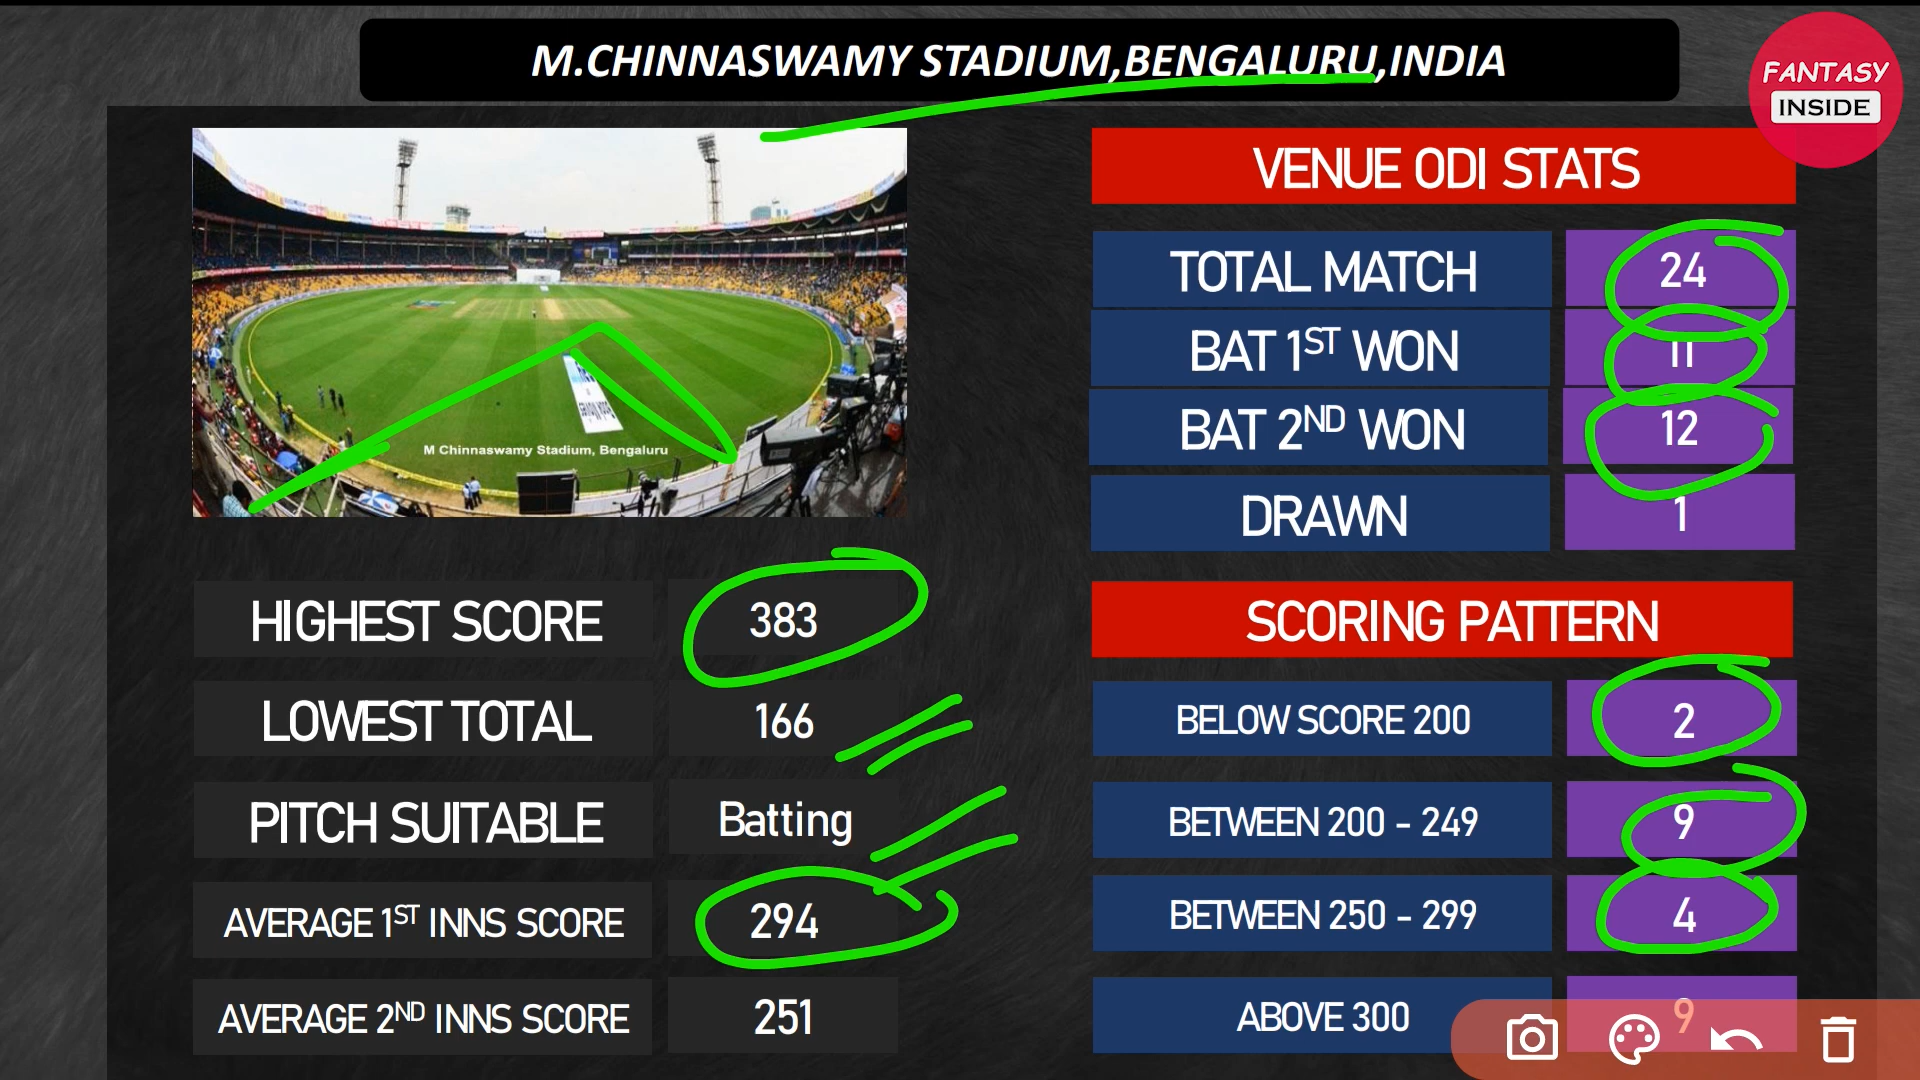 M.CHINNASWAMY STADIUM,BENGALURU,INDIA
FANTASY
INSIDE
M Chinnaswamy Stadium, Bengaluru
VENUE ODI STATS
TOTAL MATCH 24
BAT 1ST WON 11
BAT 2ND WON 12
DRAWN 1
HIGHEST SCORE 383
LOWEST TOTAL 166
PITCH SUITABLE Batting
AVERAGE 1ST INNS SCORE 294
AVERAGE 2ND INNS SCORE 251
SCORING PATTERN
BELOW SCORE 200 2
BETWEEN 200 - 249 9
BETWEEN 250 - 299 4
ABOVE 300 9